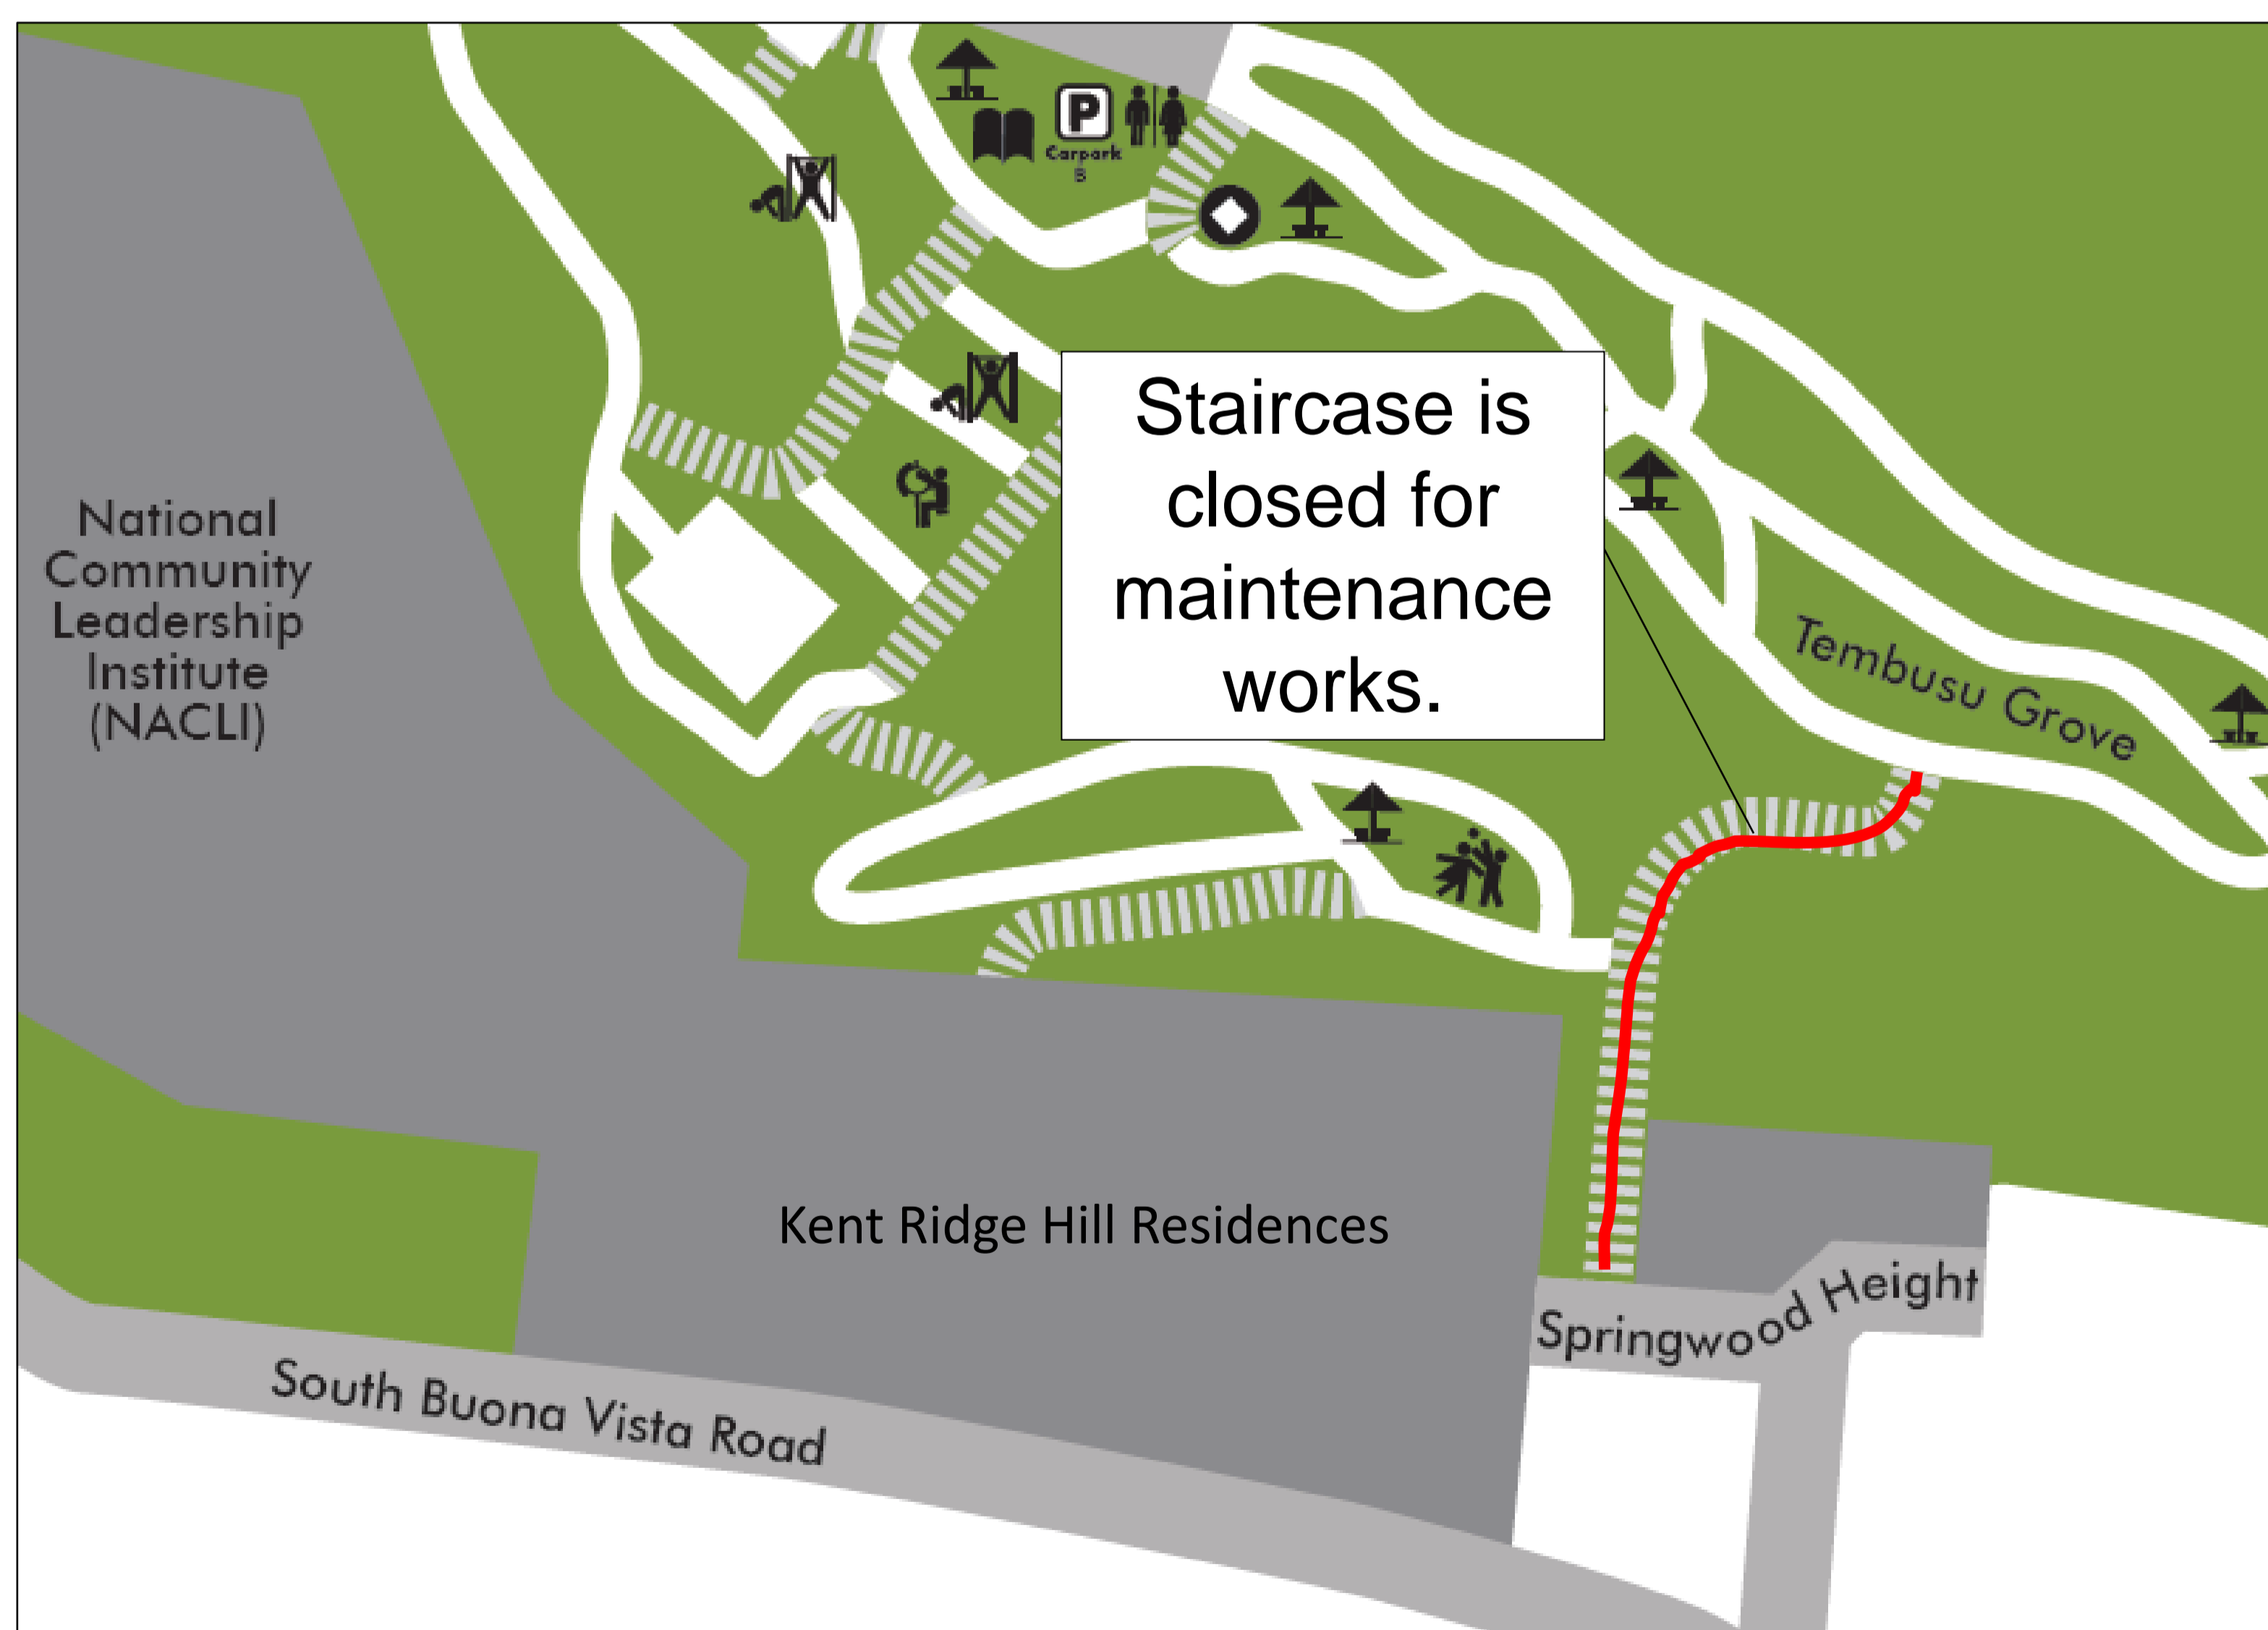 P
Carpark
B
Staircase is
closed for
maintenance
works.
National
Community
Leadership
Institute
(NACLI)
Tembusu Grove
Kent Ridge Hill Residences
Springwood Height
South Buona Vista Road